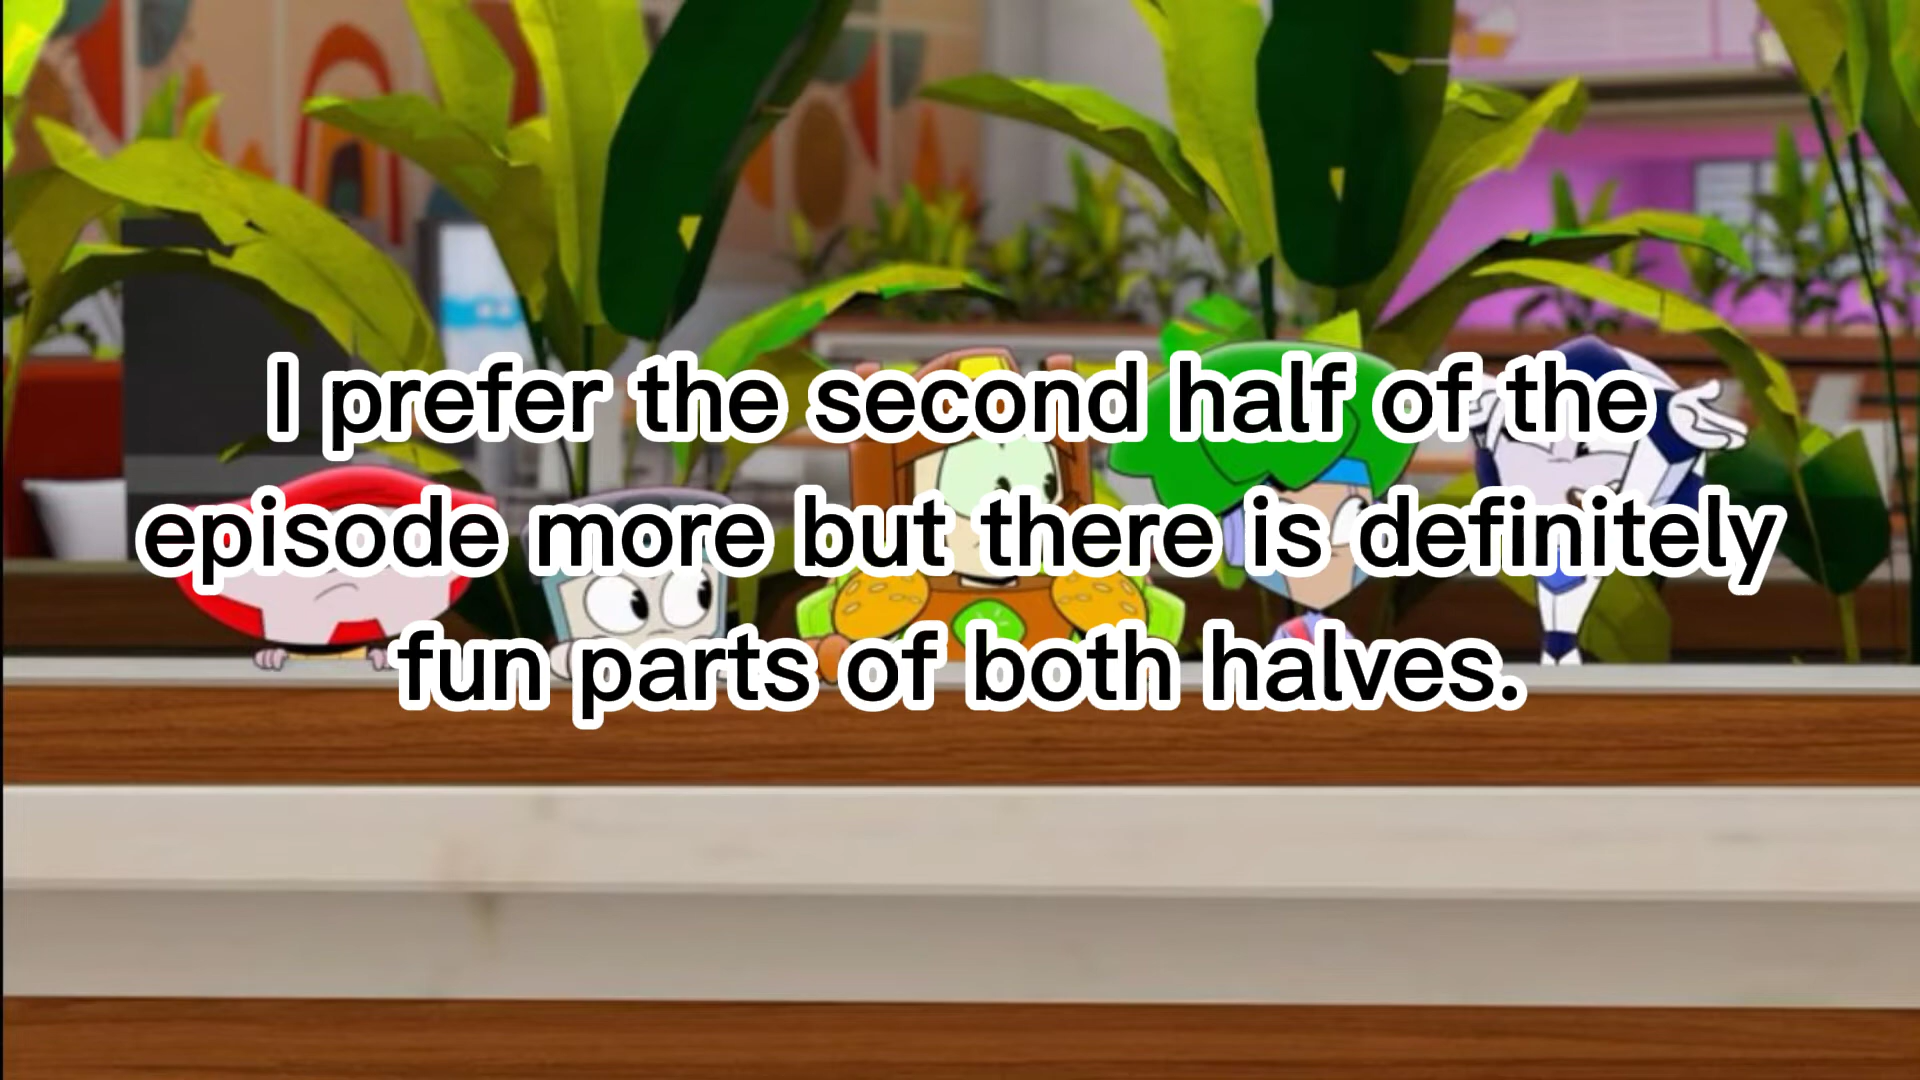 I prefer the second half of the
episode more but there is definitely
fun parts of both halves.